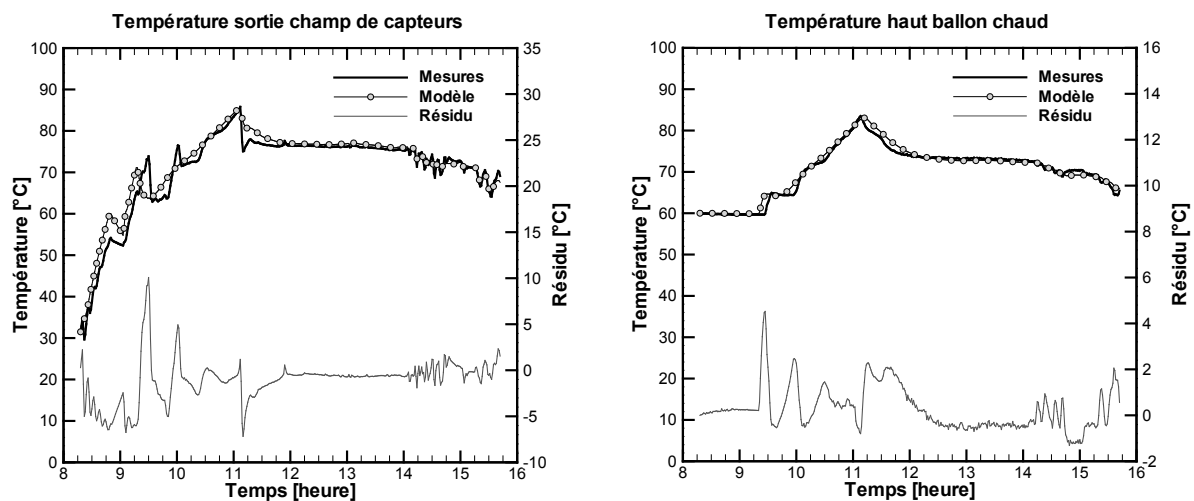 Température sortie champ de capteurs
100
90
80
70
60
50
40
30
20
10
0
Température [°C]
35
30
25
20
15
10
5
0
-5
-10
Résidu [°C]
Mesures
Modèle
Résidu
8 9 10 11 12 13 14 15 16
Temps [heure]
Température haut ballon chaud
100
90
80
70
60
50
40
30
20
10
0
Température [°C]
16
14
12
10
8
6
4
2
0
-2
Résidu [°C]
Mesures
Modèle
Résidu
8 9 10 11 12 13 14 15 16
Temps [heure]